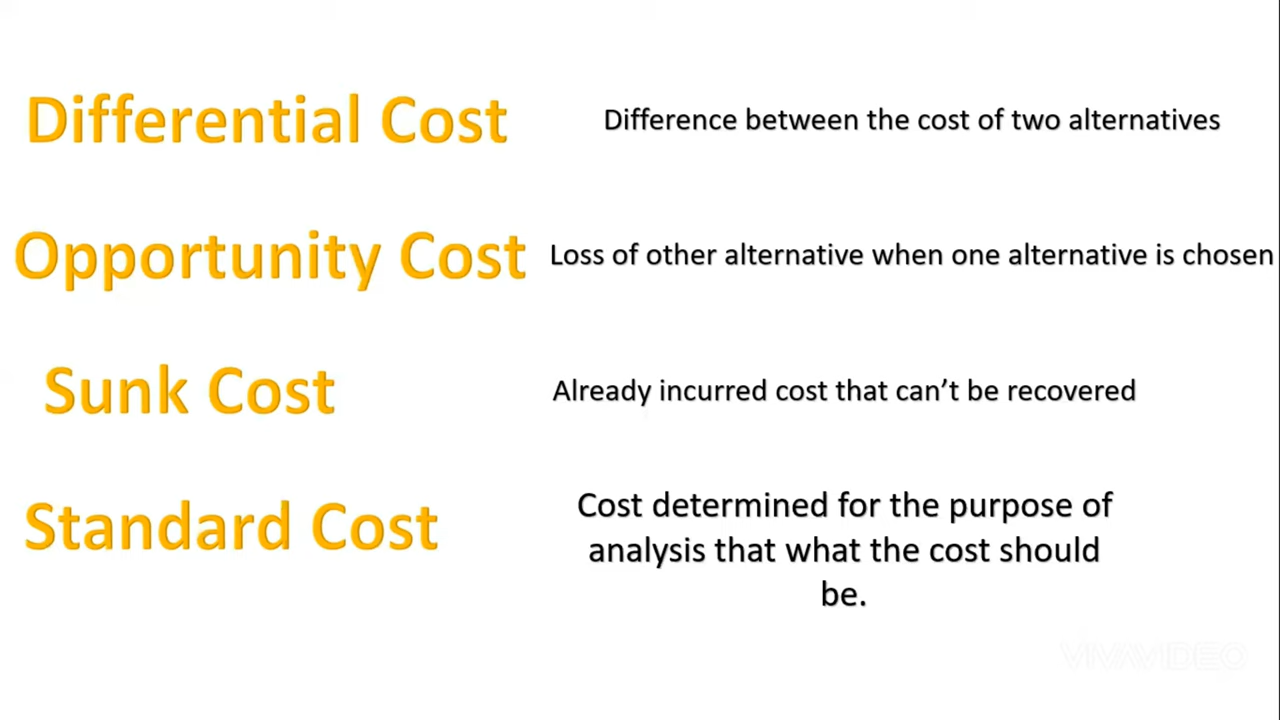 Differential Cost
Difference between the cost of two alternatives
Opportunity Cost
Loss of other alternative when one alternative is chosen
Sunk Cost
Already incurred cost that can't be recovered
Standard Cost
Cost determined for the purpose of
analysis that what the cost should
be.
VIVAVIDEO